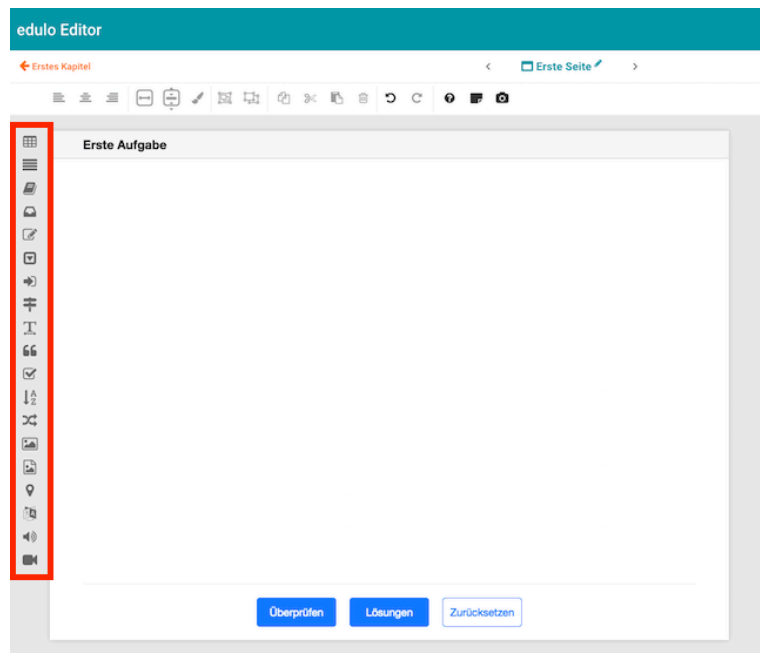 edulo Editor
Erstes Kapitel
Erste Seite
Erste Aufgabe
Überprüfen
Lösungen
Zurücksetzen